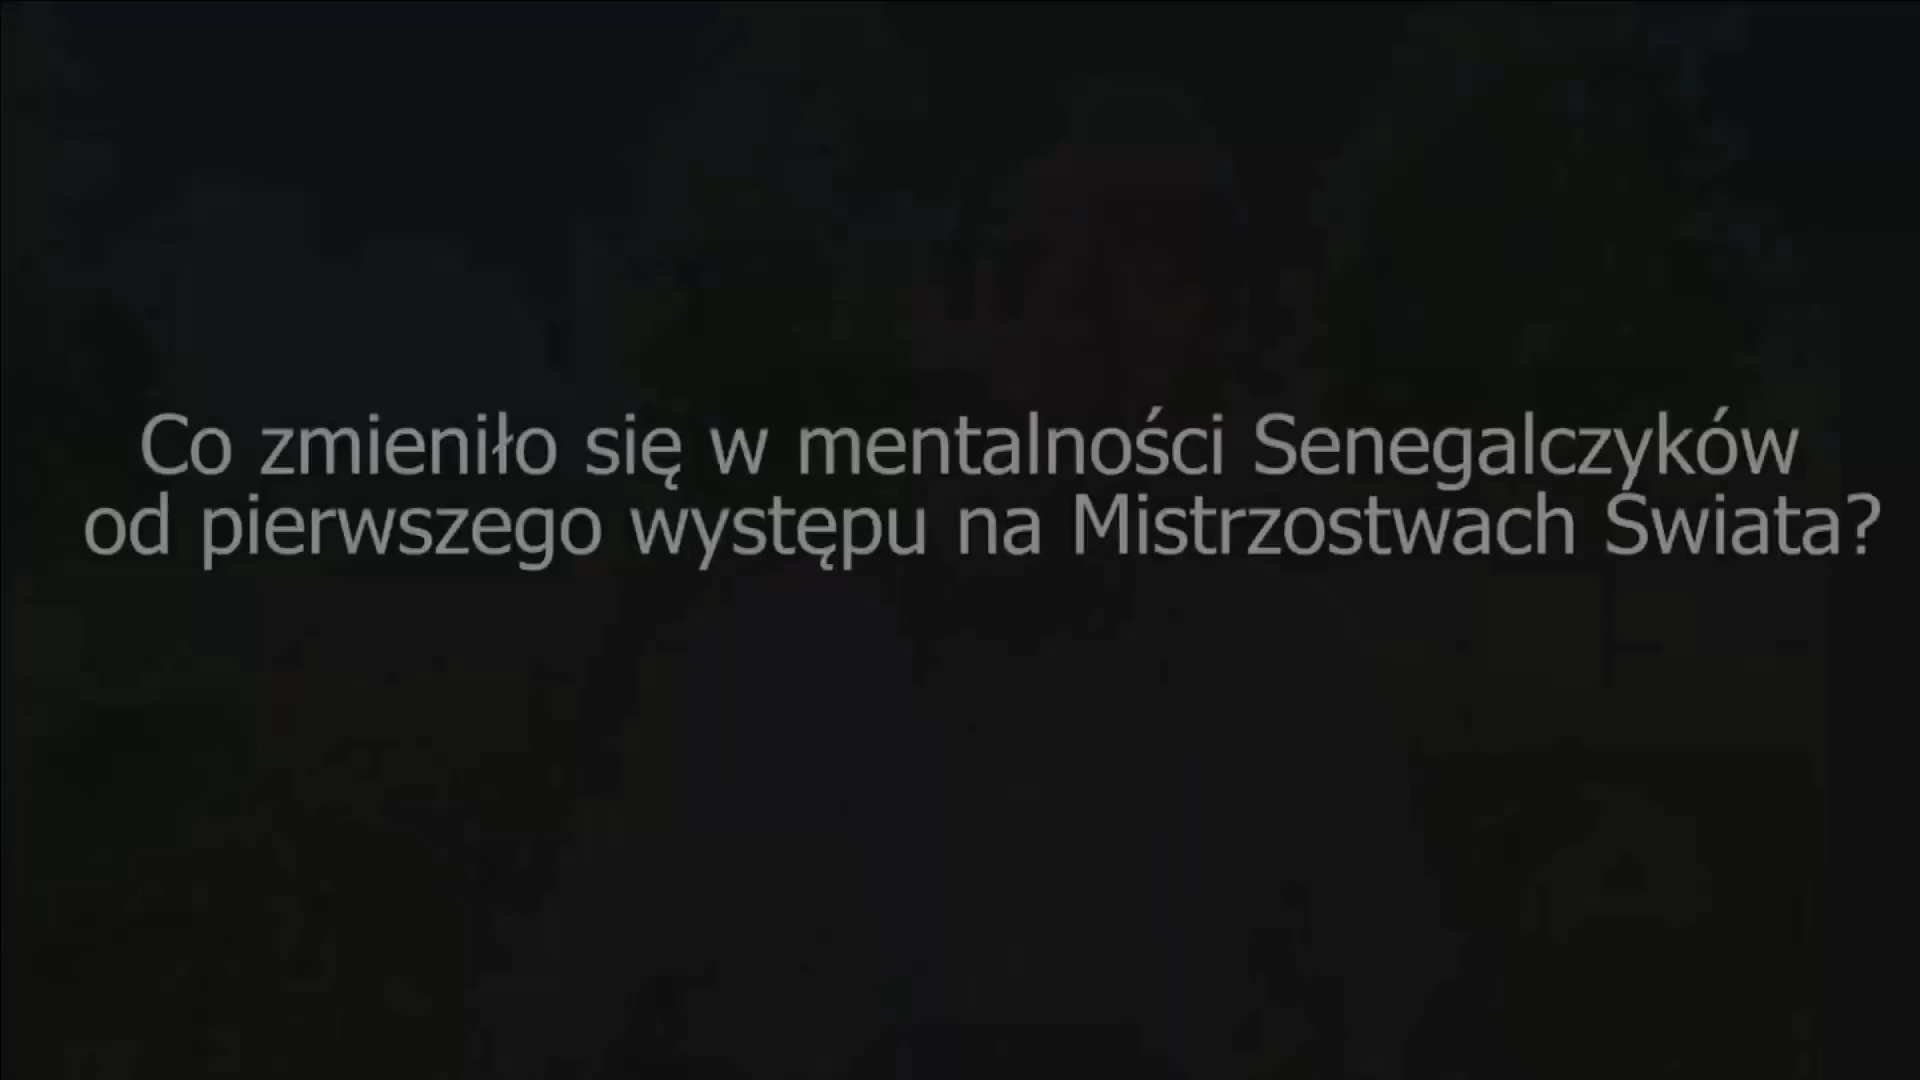 Co zmieniło się w mentalności Senegalczyków
od pierwszego występu na Mistrzostwach Świata?